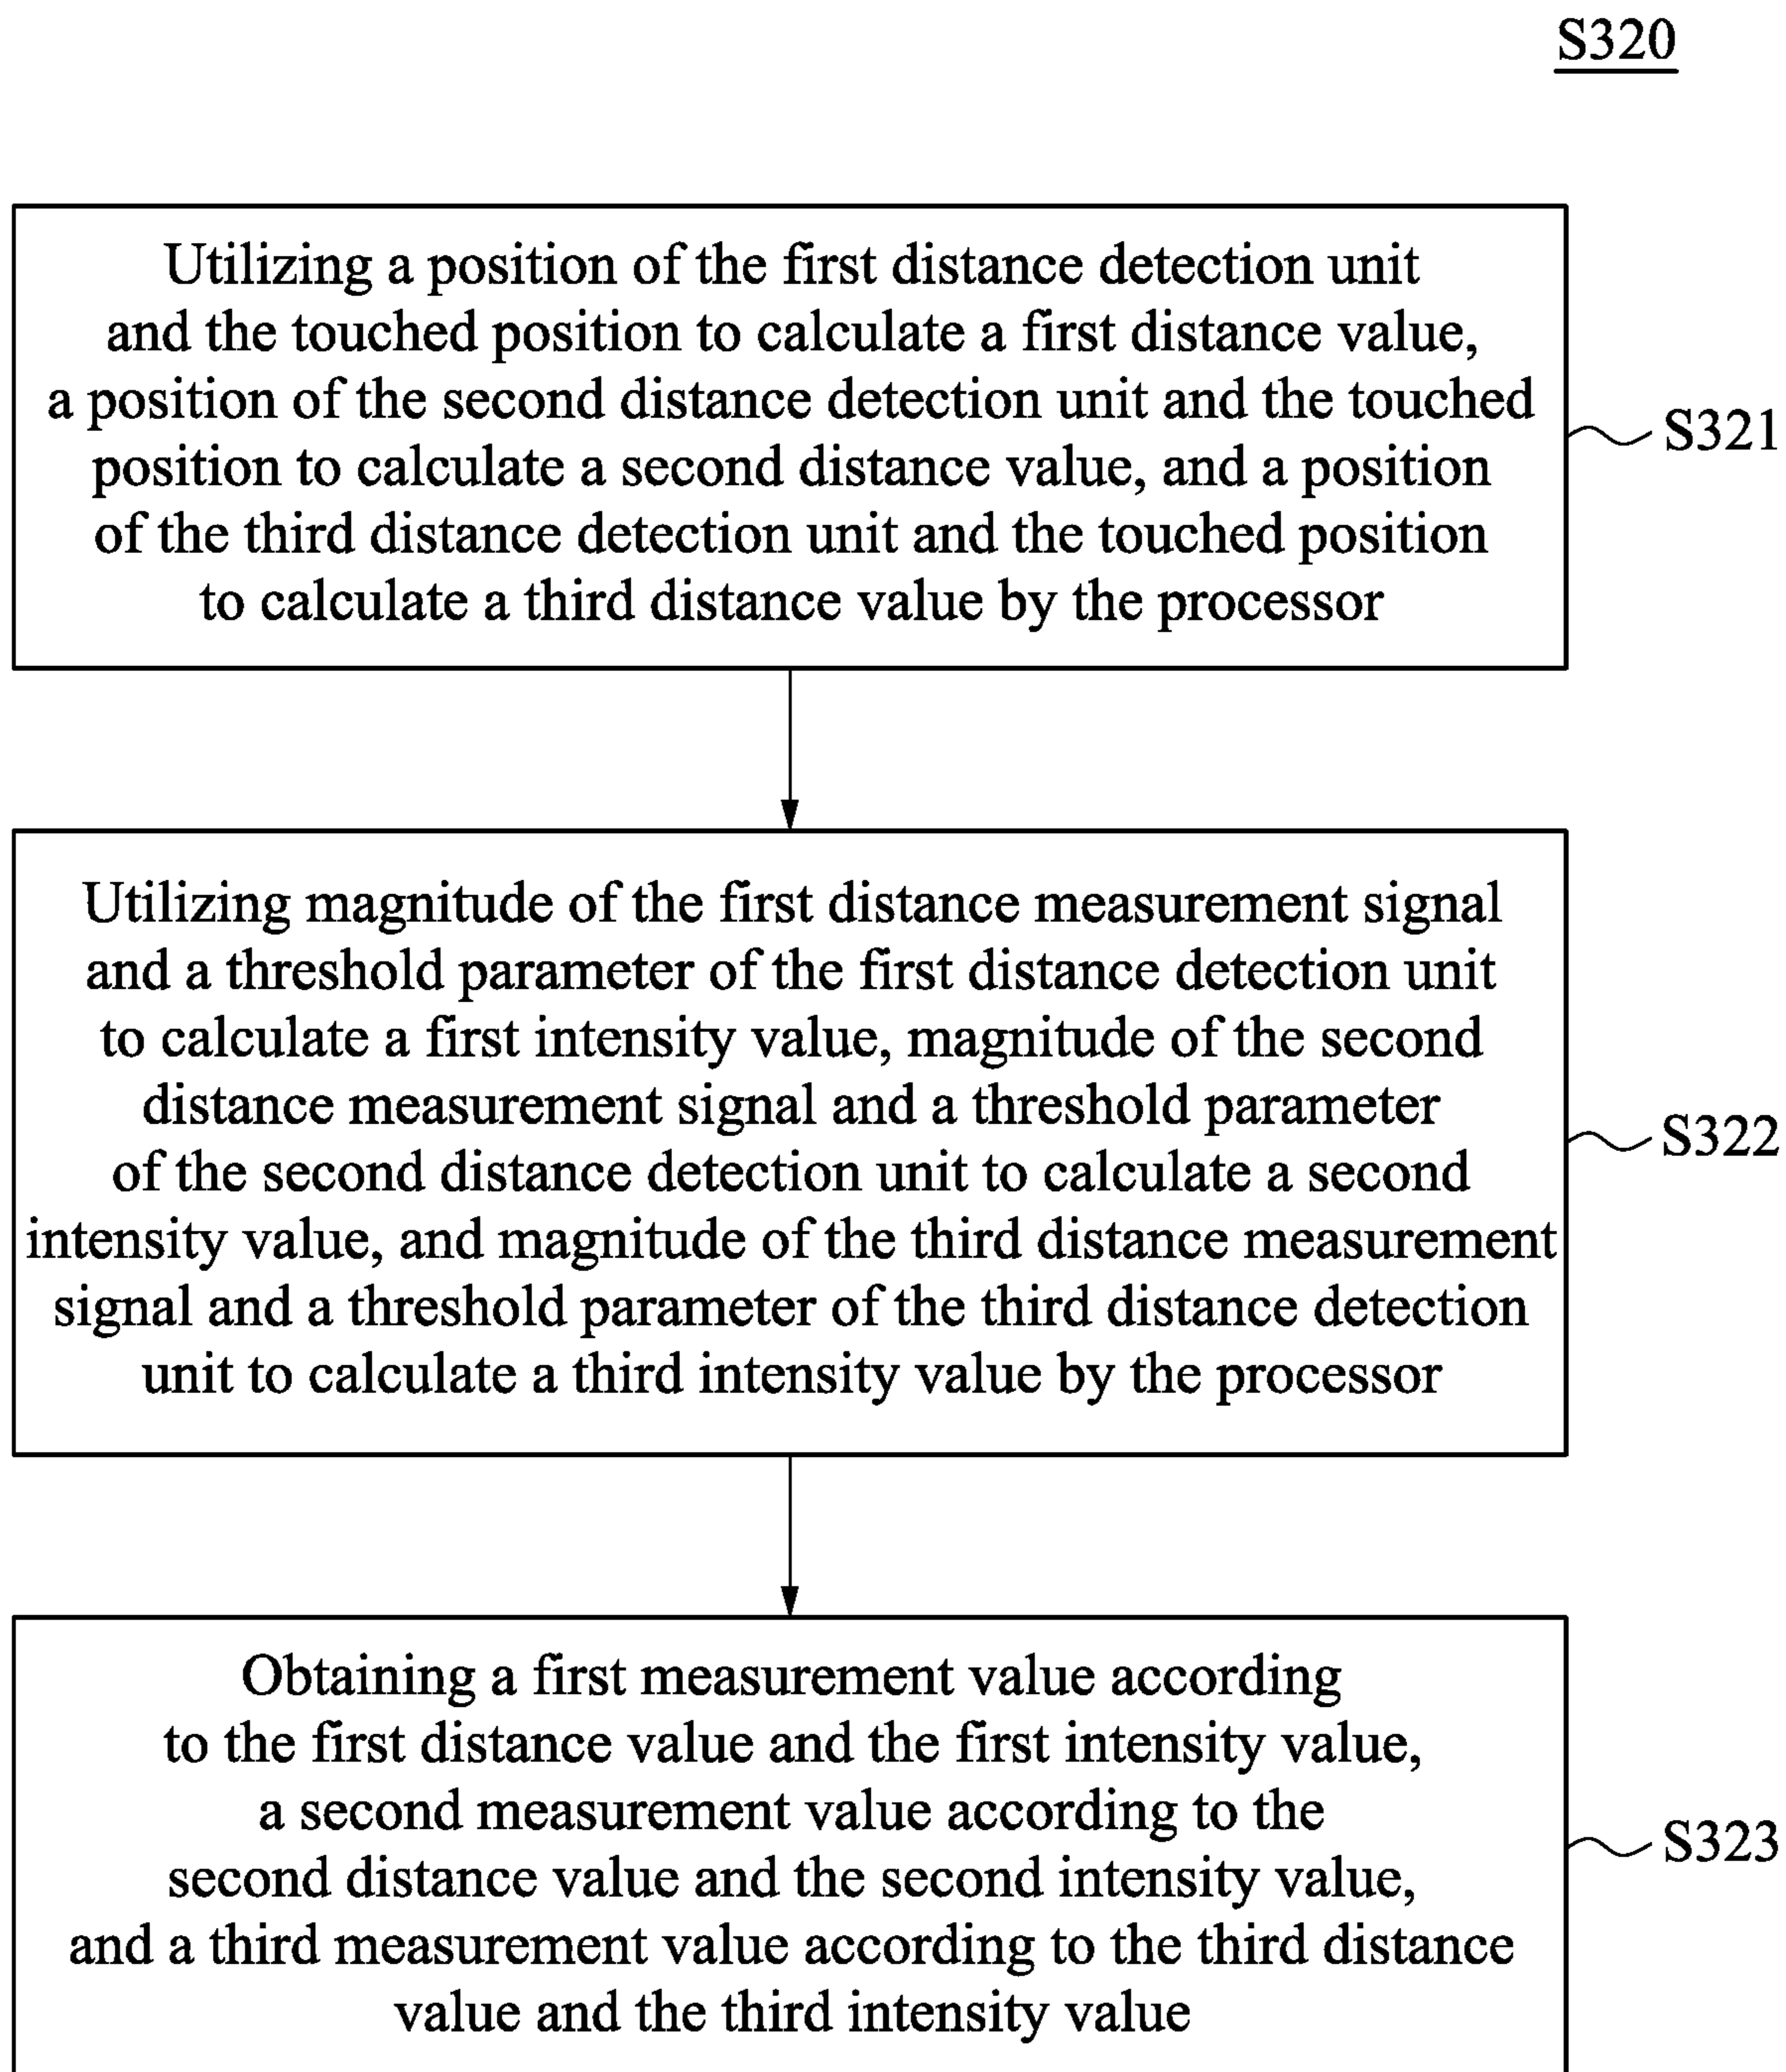 S320
Utilizing a position of the first distance detection unit
and the touched position to calculate a first distance value,
a position of the second distance detection unit and the touched
position to calculate a second distance value, and a position
of the third distance detection unit and the touched position
to calculate a third distance value by the processor
S321
Utilizing magnitude of the first distance measurement signal
and a threshold parameter of the first distance detection unit
to calculate a first intensity value, magnitude of the second
distance measurement signal and a threshold parameter
of the second distance detection unit to calculate a second
intensity value, and magnitude of the third distance measurement
signal and a threshold parameter of the third distance detection
unit to calculate a third intensity value by the processor
S322
Obtaining a first measurement value according
to the first distance value and the first intensity value,
a second measurement value according to the
second distance value and the second intensity value,
and a third measurement value according to the third distance
value and the third intensity value
S323